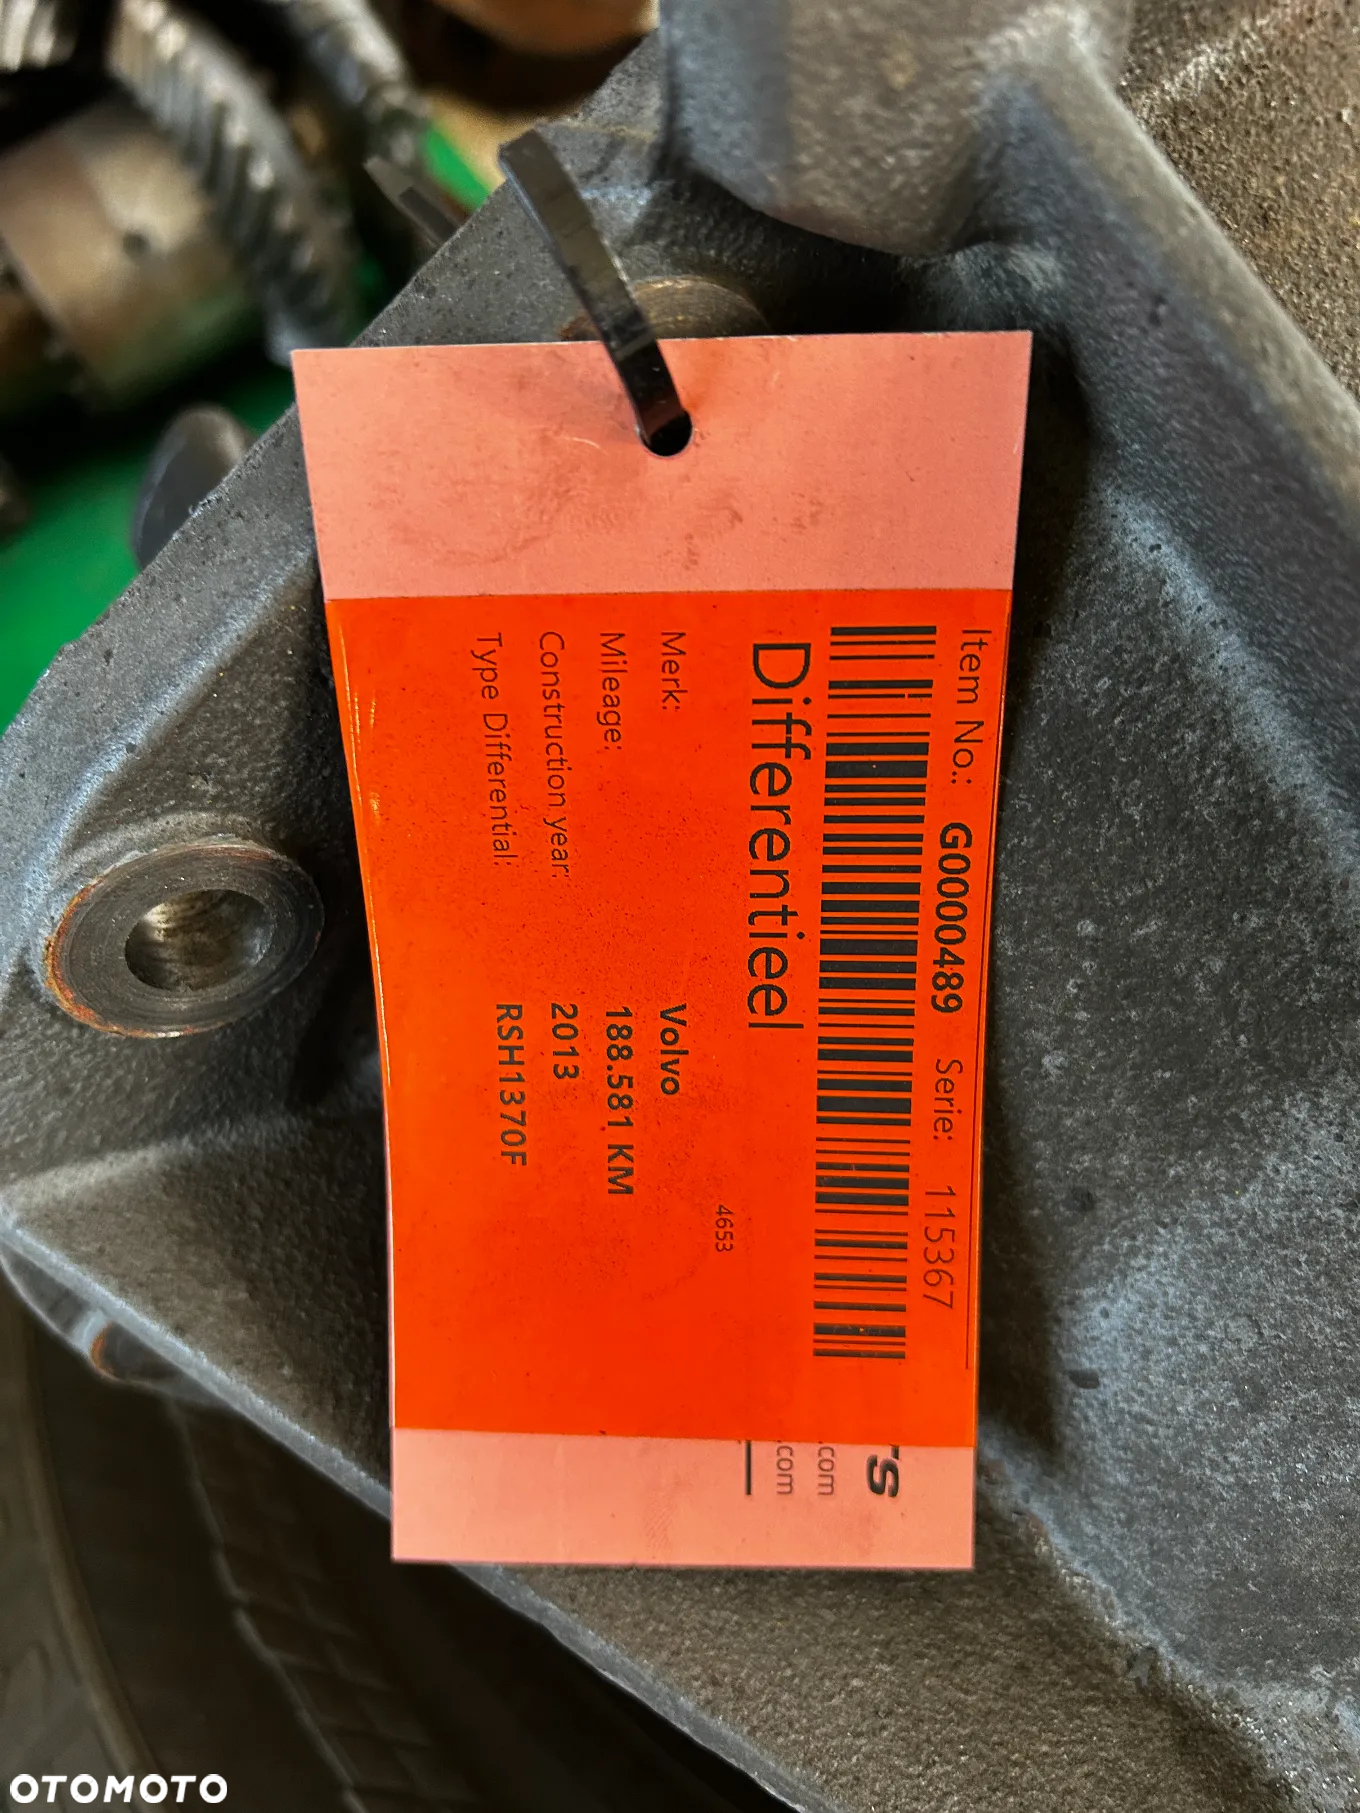 Item No.: G0000489 Serie: 115367
Differentieel
4653
Merk: Volvo
Mileage: 188.581 KM
Construction year: 2013
Type Differential: RSH1370F
.com
.com
OTOMOTO